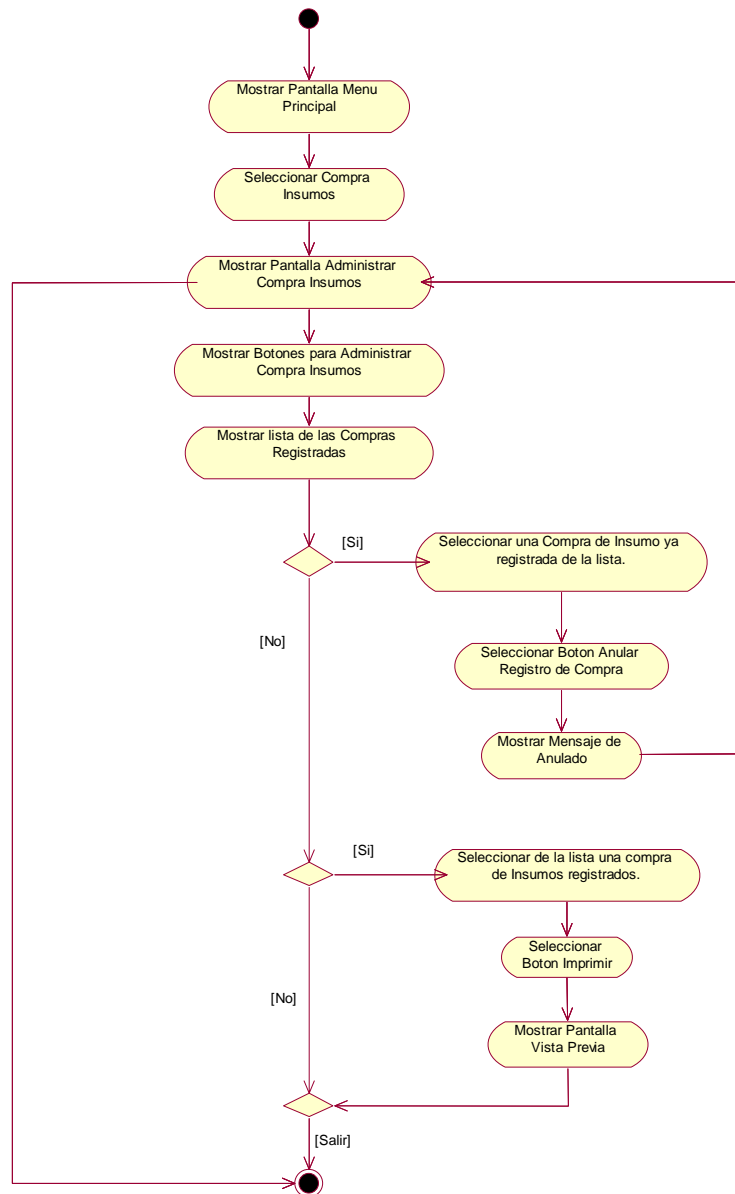 Mostrar Pantalla Menu
Principal
Seleccionar Compra
Insumos
Mostrar Pantalla Administrar
Compra Insumos
Mostrar Botones para Administrar
Compra Insumos
Mostrar lista de las Compras
Registradas
[Si]
Seleccionar una Compra de Insumo ya
registrada de la lista.
[No]
Seleccionar Boton Anular
Registro de Compra
Mostrar Mensaje de
Anulado
[Si]
Seleccionar de la lista una compra
de Insumos registrados.
Seleccionar
Boton Imprimir
[No]
Mostrar Pantalla
Vista Previa
[Salir]